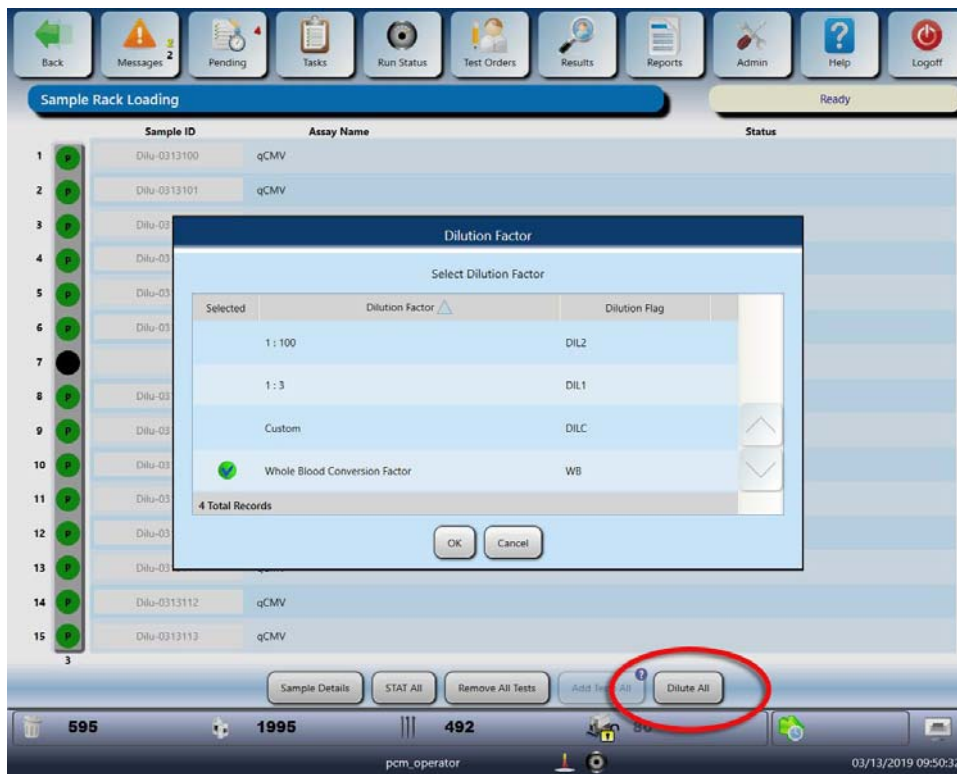 Back
Messages 2 2
Pending 4
Tasks
Run Status
Test Orders
Results
Reports
Admin
? Help
Logoff
Sample Rack Loading
Ready
Sample ID Assay Name Status
1 P Dilu-0313100 qCMV
2 P Dilu-0313101 qCMV
3 P Dilu-03
4 P Dilu-03
5 P Dilu-03
6 P Dilu-03
7
8 P Dilu-03
9 P Dilu-03
10 P Dilu-03
11 P Dilu-03
12 P Dilu-03
13 P Dilu-03
14 P Dilu-0313112 qCMV
15 P Dilu-0313113 qCMV
3
Dilution Factor
Select Dilution Factor
Selected Dilution Factor Dilution Flag
1 : 100 DIL2
1 : 3 DIL1
Custom DILC
Whole Blood Conversion Factor WB
4 Total Records
OK Cancel
Sample Details STAT All Remove All Tests Add All ? Dilute All
595 1995 492
pcm_operator 03/13/2019 09:50:32